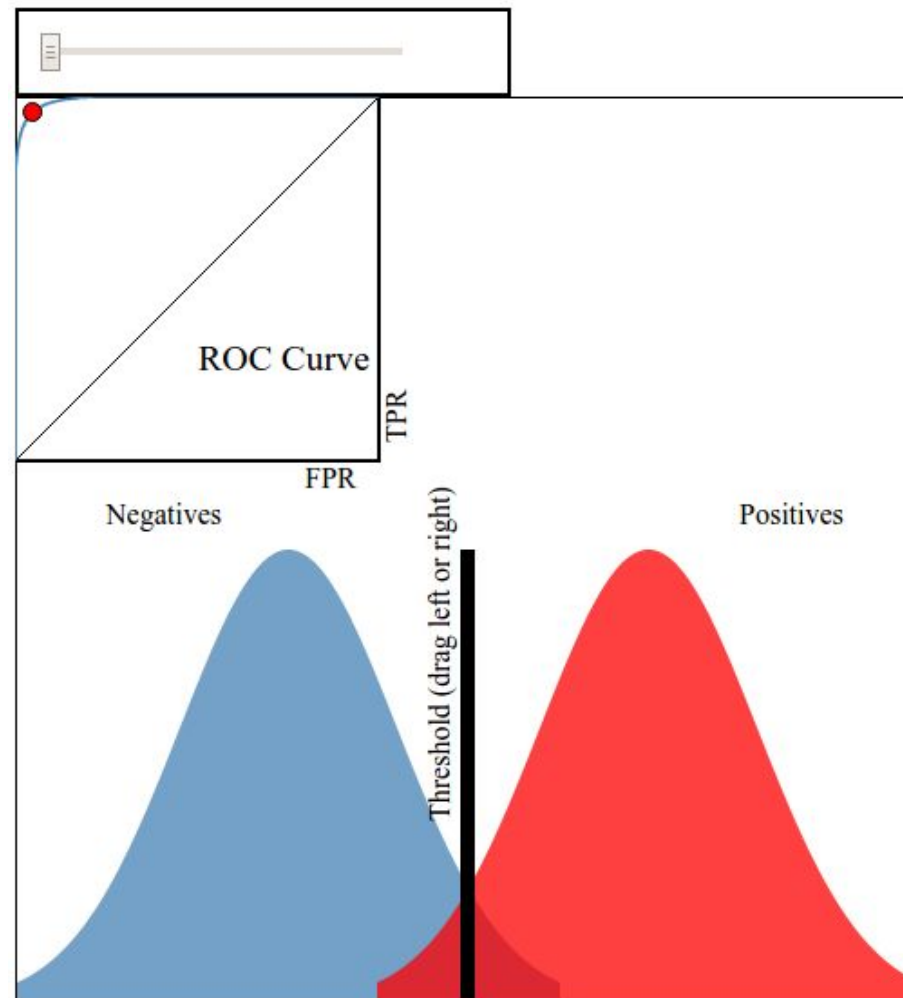 ROC Curve
TPR
FPR
Negatives
Positives
Threshold (drag left or right)